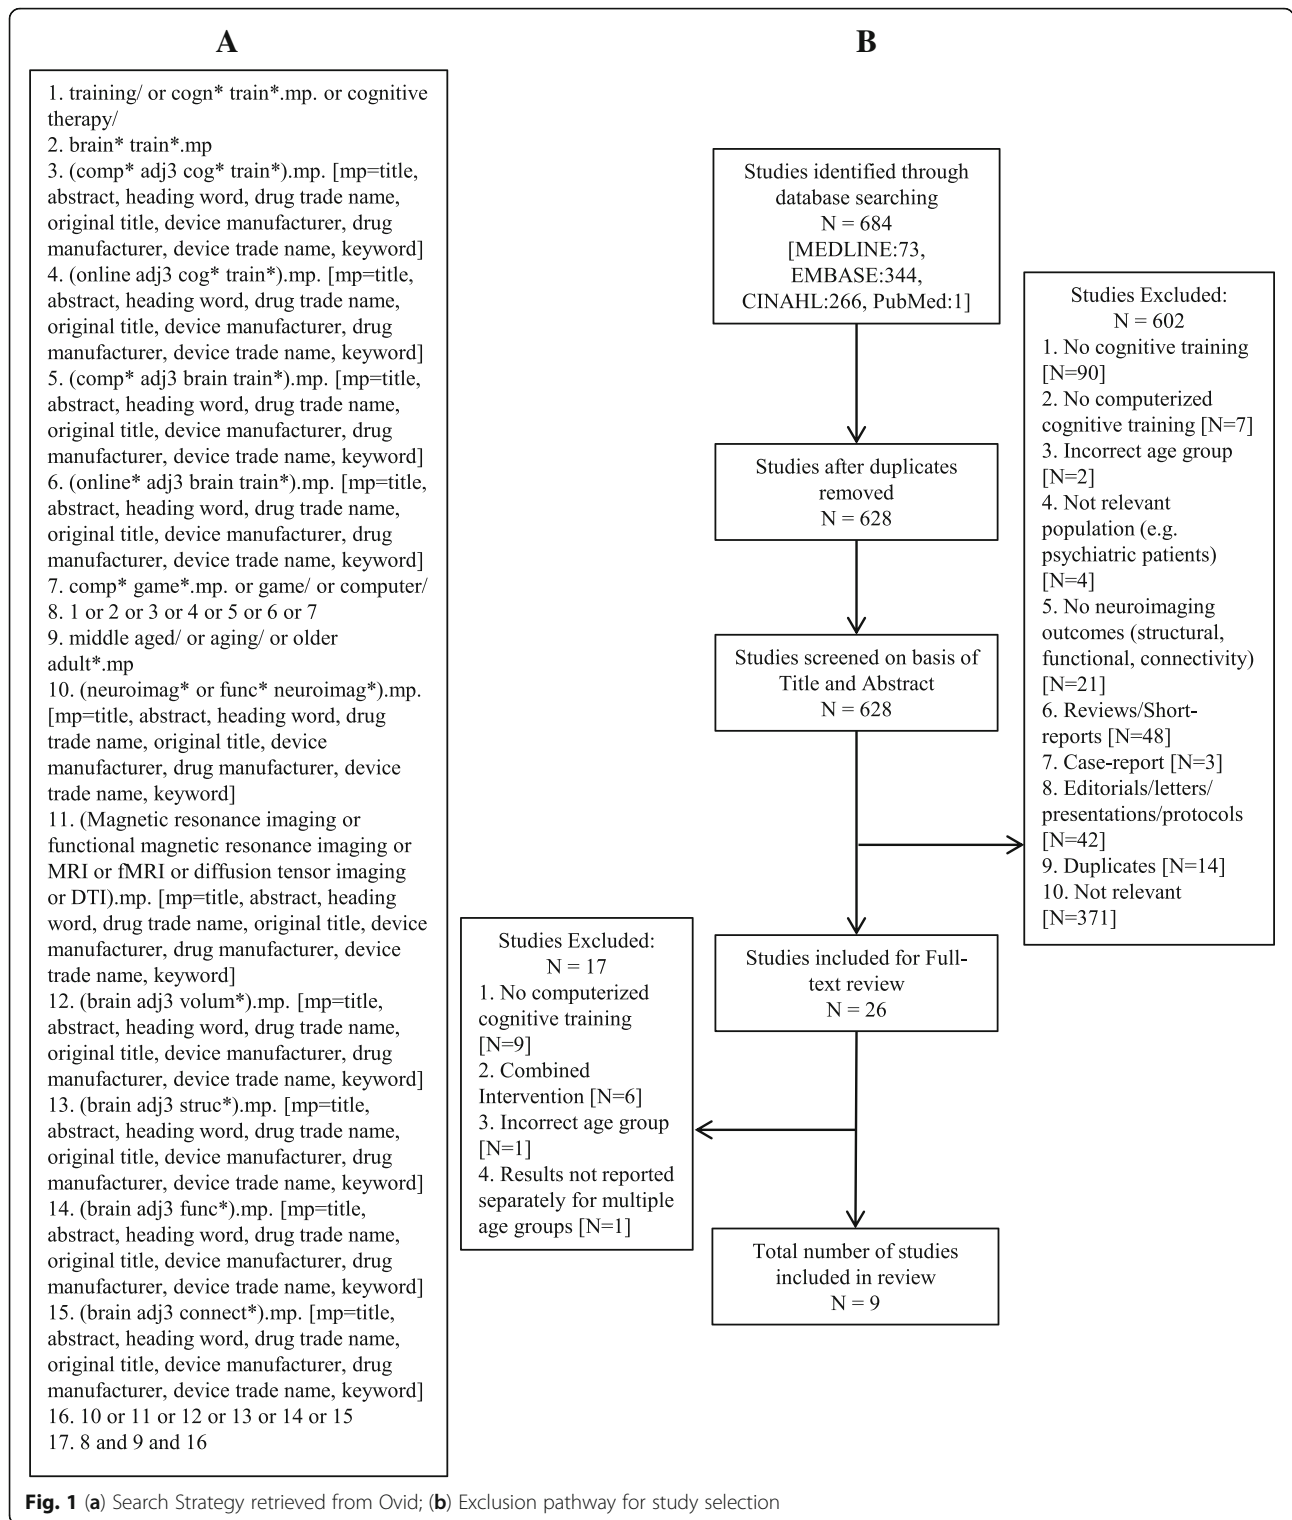 A
1. training/ or cogn* train*.mp. or cognitive
therapy/
2. brain* train*.mp
3. (comp* adj3 cog* train*).mp. [mp=title,
abstract, heading word, drug trade name,
original title, device manufacturer, drug
manufacturer, device trade name, keyword]
4. (online adj3 cog* train*).mp. [mp=title,
abstract, heading word, drug trade name,
original title, device manufacturer, drug
manufacturer, device trade name, keyword]
5. (comp* adj3 brain train*).mp. [mp=title,
abstract, heading word, drug trade name,
original title, device manufacturer, drug
manufacturer, device trade name, keyword]
6. (online* adj3 brain train*).mp. [mp=title,
abstract, heading word, drug trade name,
original title, device manufacturer, drug
manufacturer, device trade name, keyword]
7. comp* game*.mp. or game/ or computer/
8. 1 or 2 or 3 or 4 or 5 or 6 or 7
9. middle aged/ or aging/ or older
adult*.mp
10. (neuroimag* or func* neuroimag*).mp.
[mp=title, abstract, heading word, drug
trade name, original title, device
manufacturer, drug manufacturer, device
trade name, keyword]
11. (Magnetic resonance imaging or
functional magnetic resonance imaging or
MRI or fMRI or diffusion tensor imaging
or DTI).mp. [mp=title, abstract, heading
word, drug trade name, original title, device
manufacturer, drug manufacturer, device
trade name, keyword]
12. (brain adj3 volum*).mp. [mp=title,
abstract, heading word, drug trade name,
original title, device manufacturer, drug
manufacturer, device trade name, keyword]
13. (brain adj3 struc*).mp. [mp=title,
abstract, heading word, drug trade name,
original title, device manufacturer, drug
manufacturer, device trade name, keyword]
14. (brain adj3 func*).mp. [mp=title,
abstract, heading word, drug trade name,
original title, device manufacturer, drug
manufacturer, device trade name, keyword]
15. (brain adj3 connect*).mp. [mp=title,
abstract, heading word, drug trade name,
original title, device manufacturer, drug
manufacturer, device trade name, keyword]
16. 10 or 11 or 12 or 13 or 14 or 15
17. 8 and 9 and 16
B
Studies identified through
database searching
N = 684
[MEDLINE:73,
EMBASE:344,
CINAHL:266, PubMed:1]
Studies after duplicates
removed
N = 628
Studies screened on basis of
Title and Abstract
N = 628
Studies Excluded:
N = 602
1. No cognitive training
[N=90]
2. No computerized
cognitive training [N=7]
3. Incorrect age group
[N=2]
4. Not relevant
population (e.g.
psychiatric patients)
[N=4]
5. No neuroimaging
outcomes (structural,
functional, connectivity)
[N=21]
6. Reviews/Short-
reports [N=48]
7. Case-report [N=3]
8. Editorials/letters/
presentations/protocols
[N=42]
9. Duplicates [N=14]
10. Not relevant
[N=371]
Studies included for Full-
text review
N = 26
Studies Excluded:
N = 17
1. No computerized
cognitive training
[N=9]
2. Combined
Intervention [N=6]
3. Incorrect age group
[N=1]
4. Results not reported
separately for multiple
age groups [N=1]
Total number of studies
included in review
N = 9
Fig. 1 (a) Search Strategy retrieved from Ovid; (b) Exclusion pathway for study selection